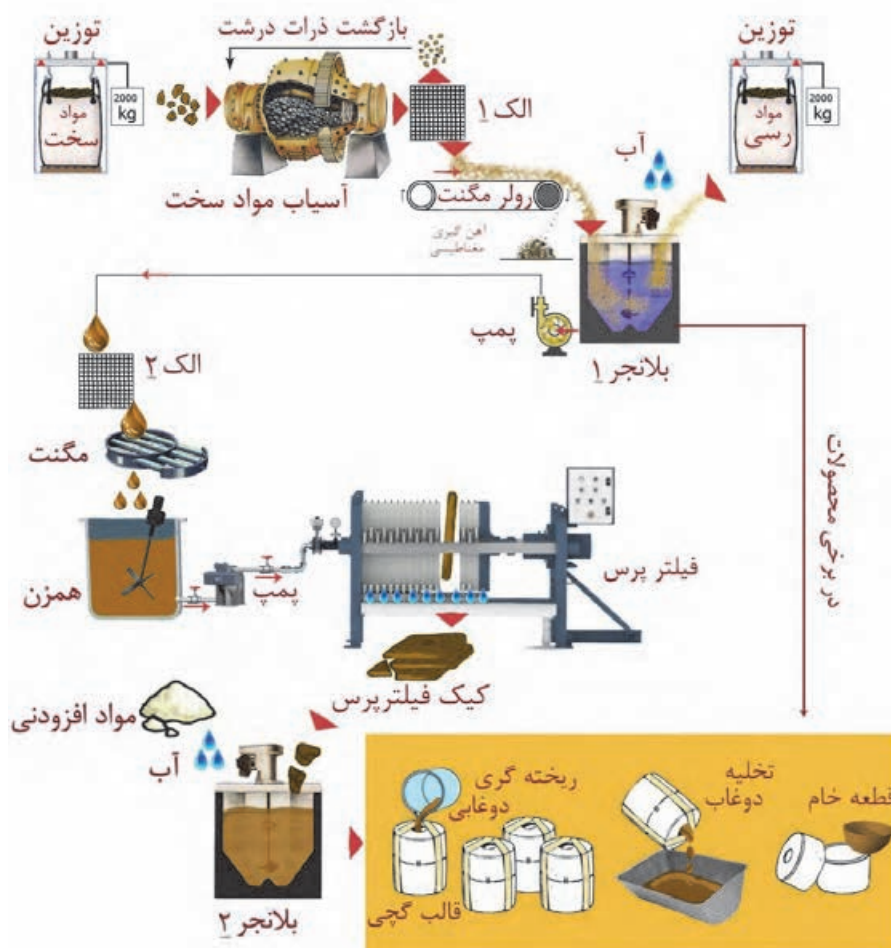 توزین
2000
kg
مواد
سخت
بازگشت ذرات درشت
آسیاب مواد سخت
الک ۱
رولر مگنت
اهن گیری
مغناطیسی
توزین
2000
kg
مواد
رسی
آب
بلانجر ۱
پمپ
الک ۲
مگنت
همزن
پمپ
فیلتر پرس
کیک فیلترپرس
در برخی محصولات
مواد افزودنی
آب
بلانجر ۲
ریخته گری
دوغابی
قالب گچی
تخلیه
دوغاب
قطعه خام